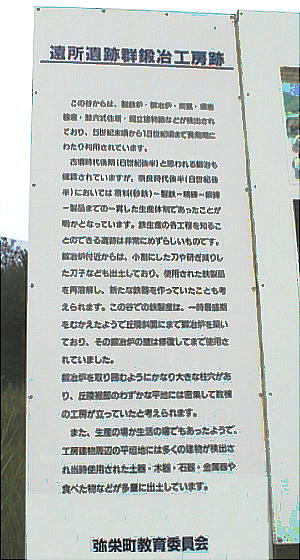 遠所遺跡群鍛冶工房跡
この谷からは、製鉄炉・鍛冶炉・
竪穴式住居・掘立建物跡などが検出され
ており、6世紀末頃から13世紀頃まで長期間に
わたり利用されています。
古墳時代後期(6世紀後半)と思われる鍛冶も
確認されていますが、奈良時代後半(8世紀後
半)においては原料(砂鉄)~製鉄~精錬~鍛錬
~製品までの一貫した生産体制であったことが
明かとなっています。鉄生産の各工程を知るこ
とのできる遺跡は非常にめずらしいものです。
鍛冶炉付近からは、小割にした刀や研ぎ減りし
た刀子なども出土しており、使用された鉄製品
を再溶解し、新たな鉄器を作っていたことも考
えられます。この谷での鉄製産は、一時最盛期
をむかえたようで丘陵斜面にまで鍛冶炉を築い
ており、その鍛冶炉の壁は修復してまで使用さ
れていました。
鍛冶炉を取り囲むようにかなり大きな柱穴があ
り、丘陵裾部のわずかな平地には密集して数棟
の工房が立っていたと考えられます。
また、生産の場が生活の場でもあったようで、
工房建物周辺の平坦地には多くの建物が検出さ
れ当時使用された土器・木器・石器・金属器や
食べた物などが多量に出土しています。
弥栄町教育委員会